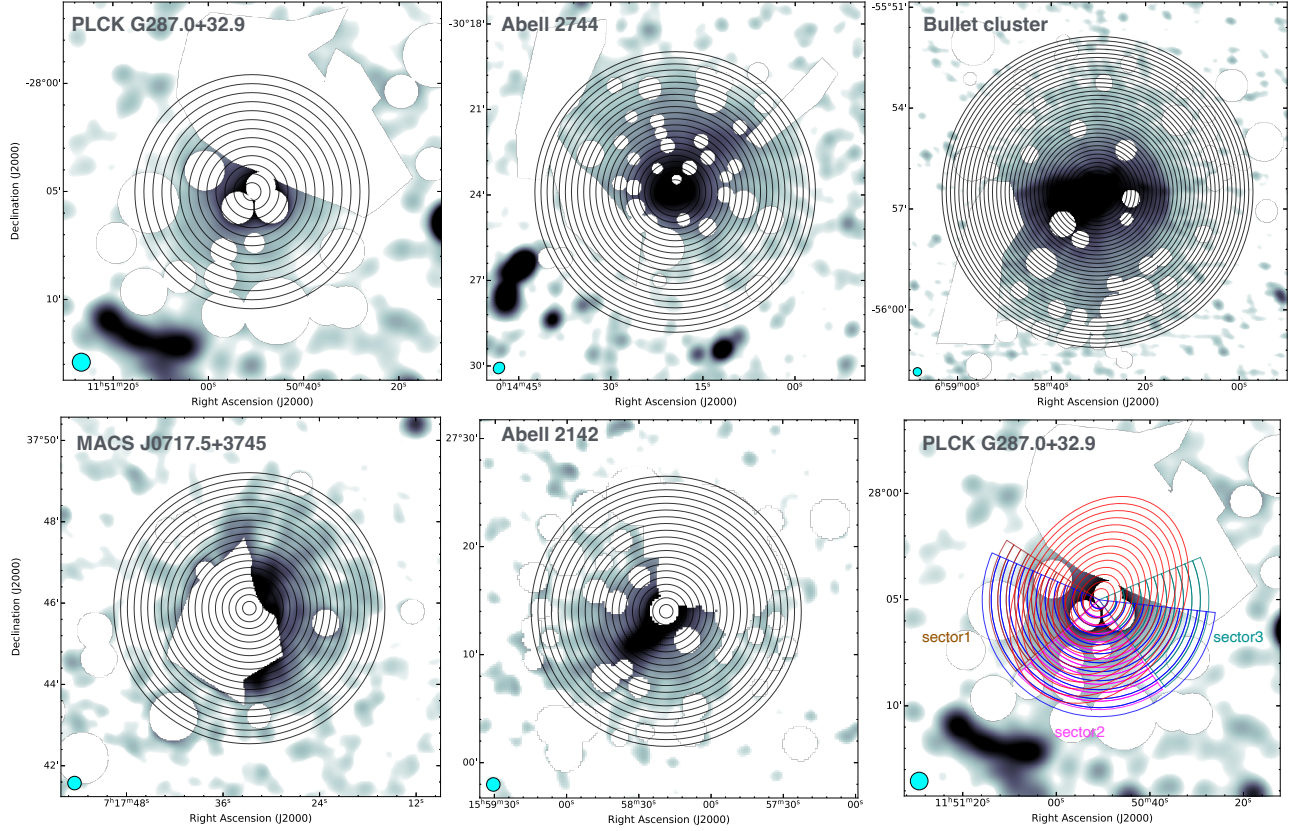 PLCK G287.0+32.9
Declination (J2000)
-28°00'
05'
10'
11ʰ51ᵐ20ˢ 00ˢ 50ᵐ40ˢ 20ˢ
Right Ascension (J2000)
Abell 2744
-30°18'
21'
24'
27'
30'
0ʰ14ᵐ45ˢ 30ˢ 15ˢ 00ˢ
Right Ascension (J2000)
Bullet cluster
-55°51'
54'
57'
-56°00'
6ʰ59ᵐ00ˢ 58ᵐ40ˢ 20ˢ 00ˢ
Right Ascension (J2000)
MACS J0717.5+3745
Declination (J2000)
37°50'
48'
46'
44'
42'
7ʰ17ᵐ48ˢ 36ˢ 24ˢ 12ˢ
Right Ascension (J2000)
Abell 2142
27°30'
20'
10'
00'
15ʰ59ᵐ30ˢ 00ˢ 58ᵐ30ˢ 00ˢ 57ᵐ30ˢ 00ˢ
Right Ascension (J2000)
PLCK G287.0+32.9
28°00'
05'
10'
sector1
sector3
sector2
11ʰ51ᵐ20ˢ 00ˢ 50ᵐ40ˢ 20ˢ
Right Ascension (J2000)